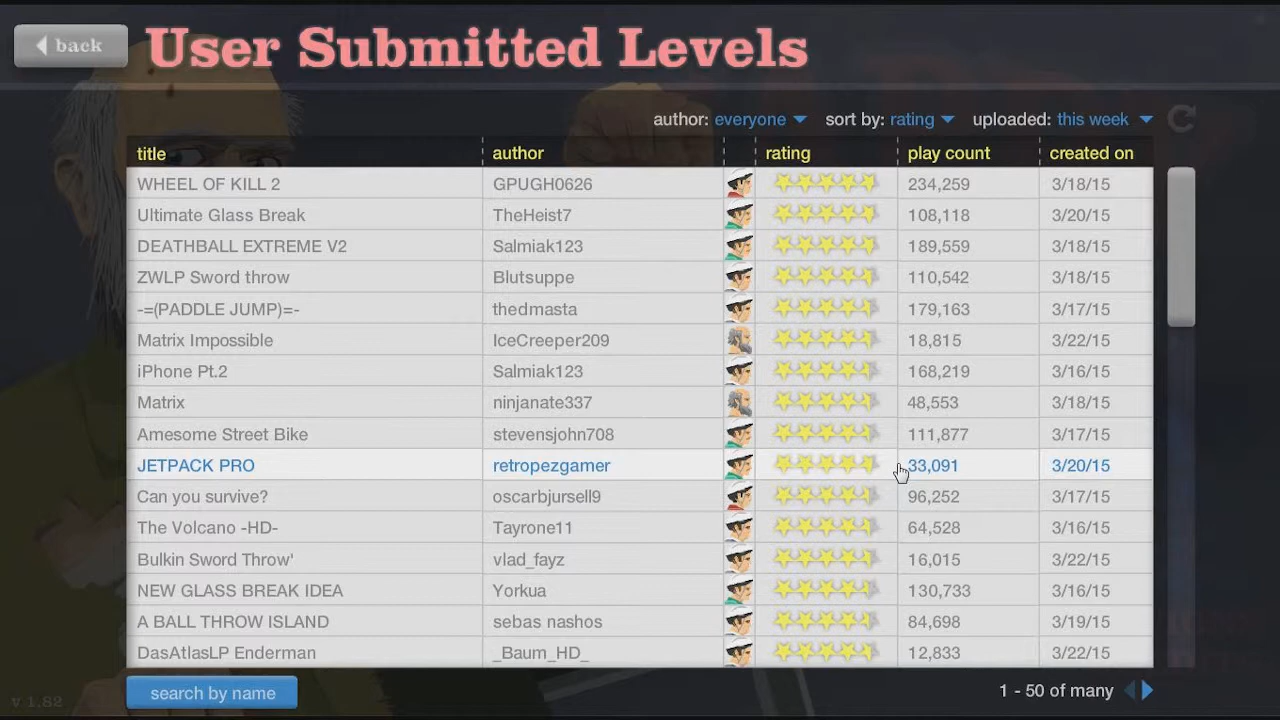 back
User Submitted Levels
author: everyone sort by: rating uploaded: this week
title author rating play count created on
WHEEL OF KILL 2 GPUGH0626 234,259 3/18/15
Ultimate Glass Break TheHeist7 108,118 3/20/15
DEATHBALL EXTREME V2 Salmiak123 189,559 3/18/15
ZWLP Sword throw Blutsuppe 110,542 3/18/15
-=(PADDLE JUMP)=- thedmasta 179,163 3/17/15
Matrix Impossible IceCreeper209 18,815 3/22/15
iPhone Pt.2 Salmiak123 168,219 3/16/15
Matrix ninjanate337 48,553 3/18/15
Amesome Street Bike stevensjohn708 111,877 3/17/15
JETPACK PRO retropezgamer 33,091 3/20/15
Can you survive? oscarbjursell9 96,252 3/17/15
The Volcano -HD- Tayrone11 64,528 3/16/15
Bulkin Sword Throw' vlad_fayz 16,015 3/22/15
NEW GLASS BREAK IDEA Yorkua 130,733 3/16/15
A BALL THROW ISLAND sebas nashos 84,698 3/19/15
DasAtlasLP Enderman _Baum_HD_ 12,833 3/22/15
v 1.82 search by name 1 - 50 of many